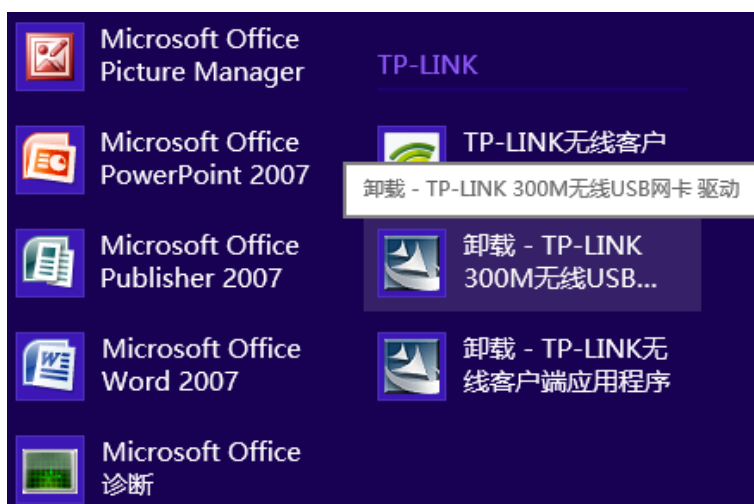 Microsoft Office
Picture Manager
Microsoft Office
PowerPoint 2007
Microsoft Office
Publisher 2007
Microsoft Office
Word 2007
Microsoft Office
诊断
TP-LINK
TP-LINK无线客户
卸载 - TP-LINK 300M无线USB网卡 驱动
卸载 - TP-LINK
300M无线USB...
卸载 - TP-LINK无
线客户端应用程序